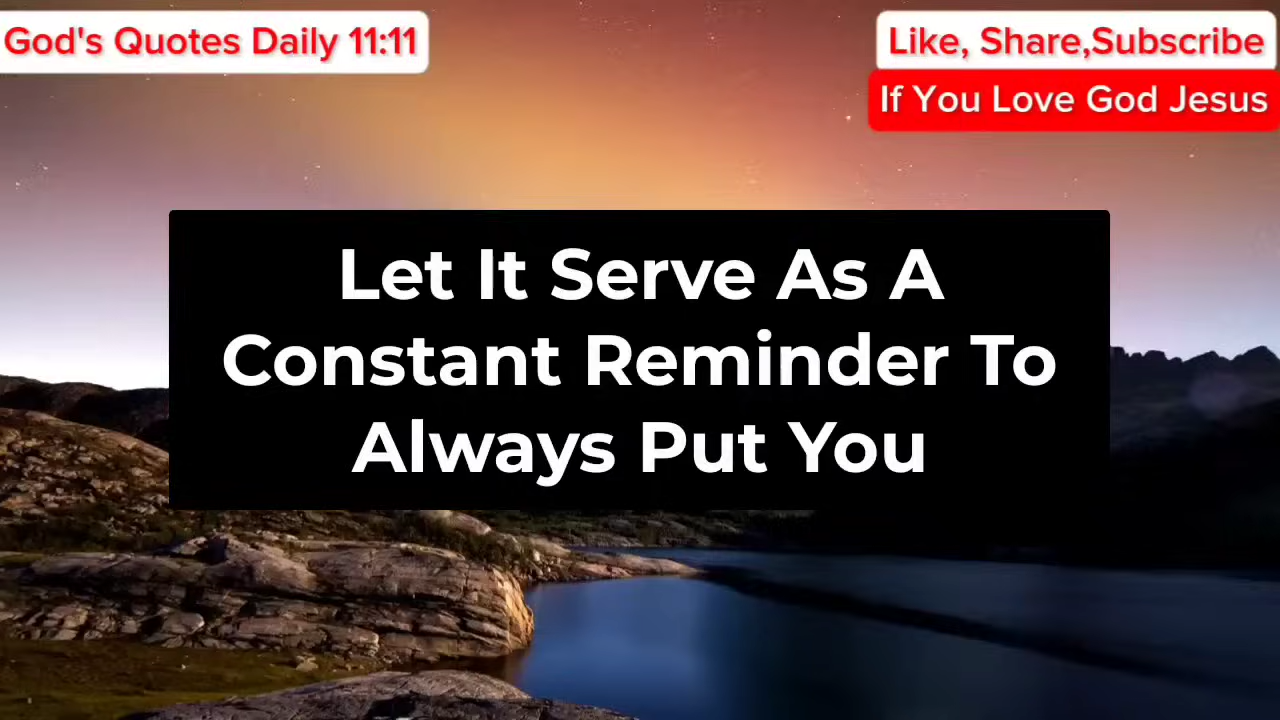 God's Quotes Daily 11:11
Like, Share,Subscribe
If You Love God Jesus
Let It Serve As A
Constant Reminder To
Always Put You